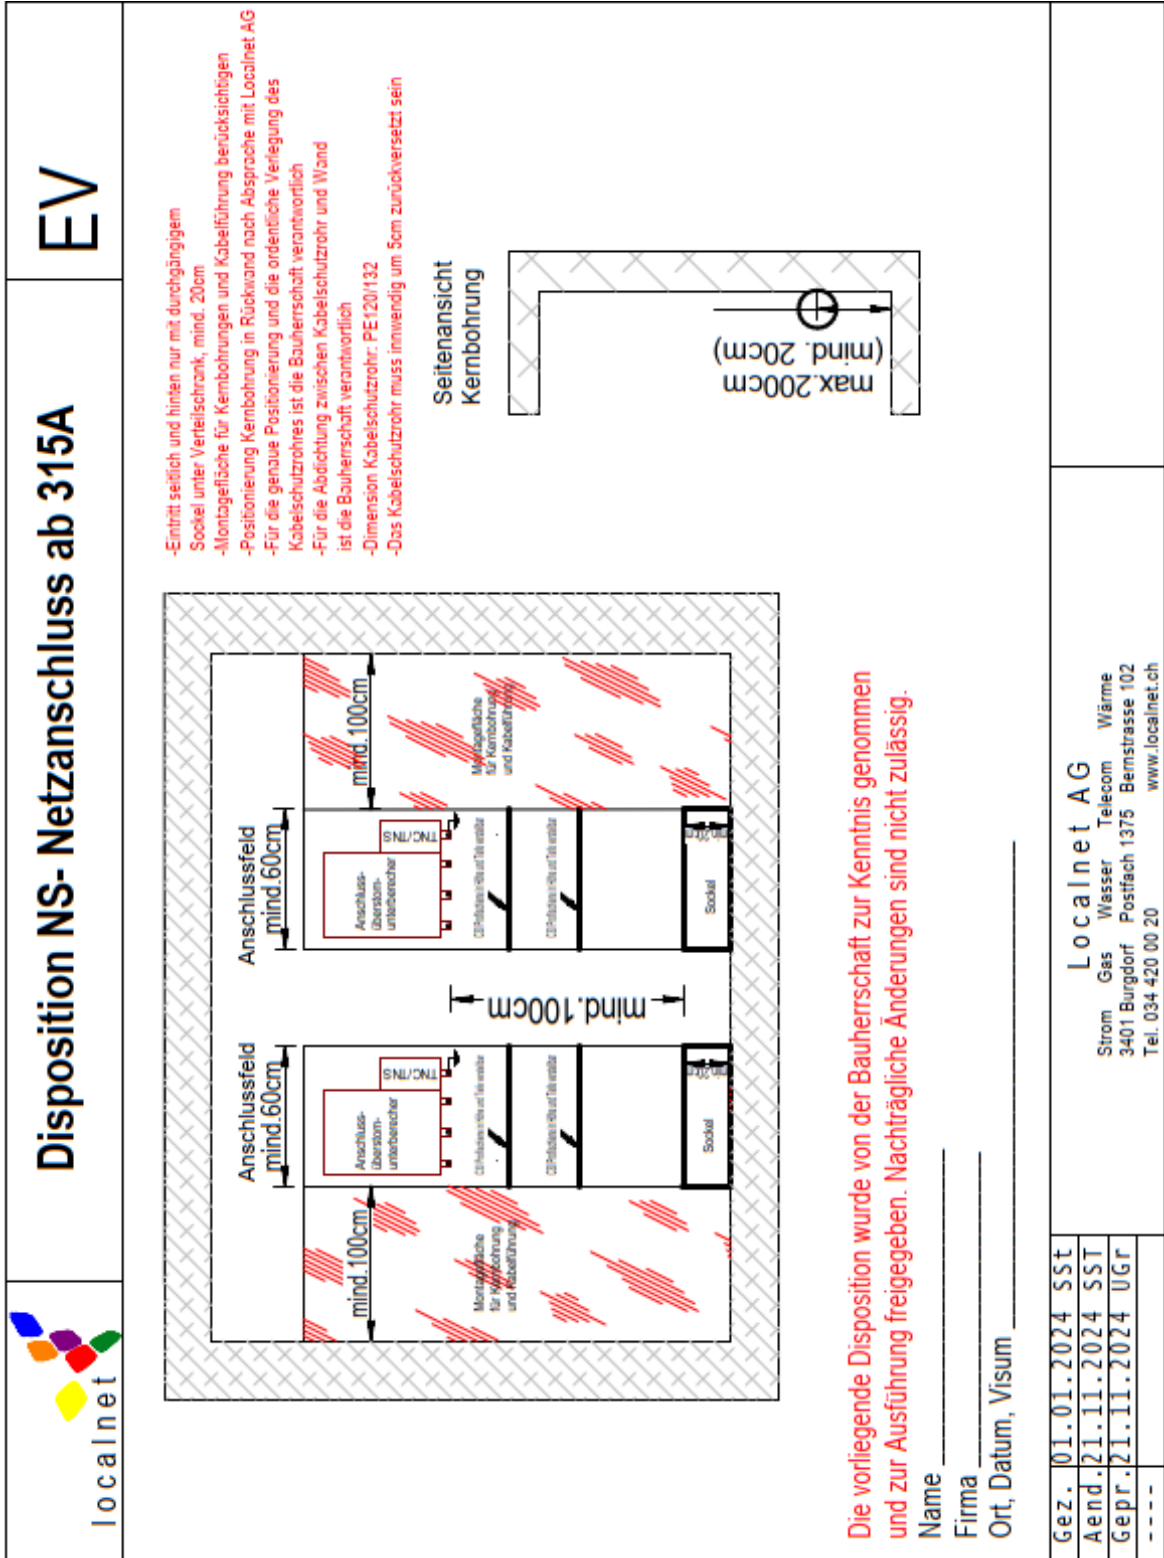 localnet
Disposition NS- Netzanschluss ab 315A
EV
-Eintritt seitlich und hinten nur mit durchgängigem
Sockel unter Verteilschrank, mind. 20cm
-Montagefläche für Kernbohrungen und Kabelführung berücksichtigen
-Positionierung Kernbohrung in Rückwand nach Absprache mit Localnet AG
-Für die genaue Positionierung und die ordentliche Verlegung des
Kabelschutzrohres ist die Bauherrschaft verantwortlich
-Für die Abdichtung zwischen Kabelschutzrohr und Wand
ist die Bauherrschaft verantwortlich
-Dimension Kabelschutzrohr: PE120/132
-Das Kabelschutzrohr muss innwendig um 5cm zurückversetzt sein
Anschlussfeld
mind.60cm
Anschlussfeld
mind.60cm
mind.100cm
mind.100cm
Anschluss-
überstom-
unterberecher
TNC/TNS
Anschluss-
überstom-
unterberecher
TNC/TNS
Montagefläche
für Kernbohrung
und Kabelführung
Montagefläche
für Kernbohrung
und Kabelführung
mind.100cm
Sockel
Sockel
Seitenansicht
Kernbohrung
max.200cm
(mind. 20cm)
Die vorliegende Disposition wurde von der Bauherrschaft zur Kenntnis genommen
und zur Ausführung freigegeben. Nachträgliche Änderungen sind nicht zulässig.
Name
Firma
Ort, Datum, Visum
Gez. 01.01.2024 SSt
Aend. 21.11.2024 SST
Gepr. 21.11.2024 UGr
----
Localnet AG
Strom Gas Wasser Telecom Wärme
3401 Burgdorf Postfach 1375 Bernstrasse 102
Tel. 034 420 00 20 www.localnet.ch